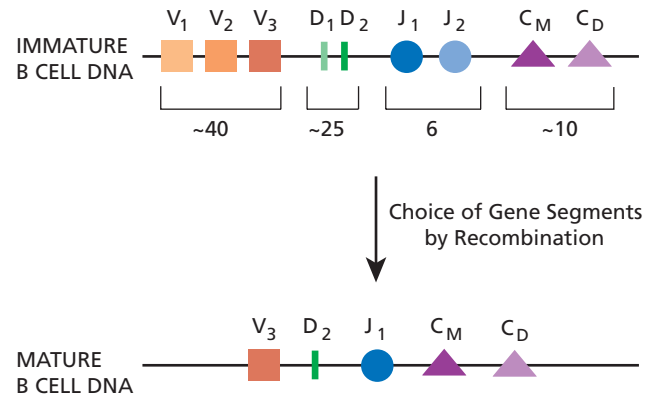 V1 V2 V3 D1 D2 J1 J2 CM CD
IMMATURE
B CELL DNA
~40 ~25 6 ~10
Choice of Gene Segments
by Recombination
V3 D2 J1 CM CD
MATURE
B CELL DNA